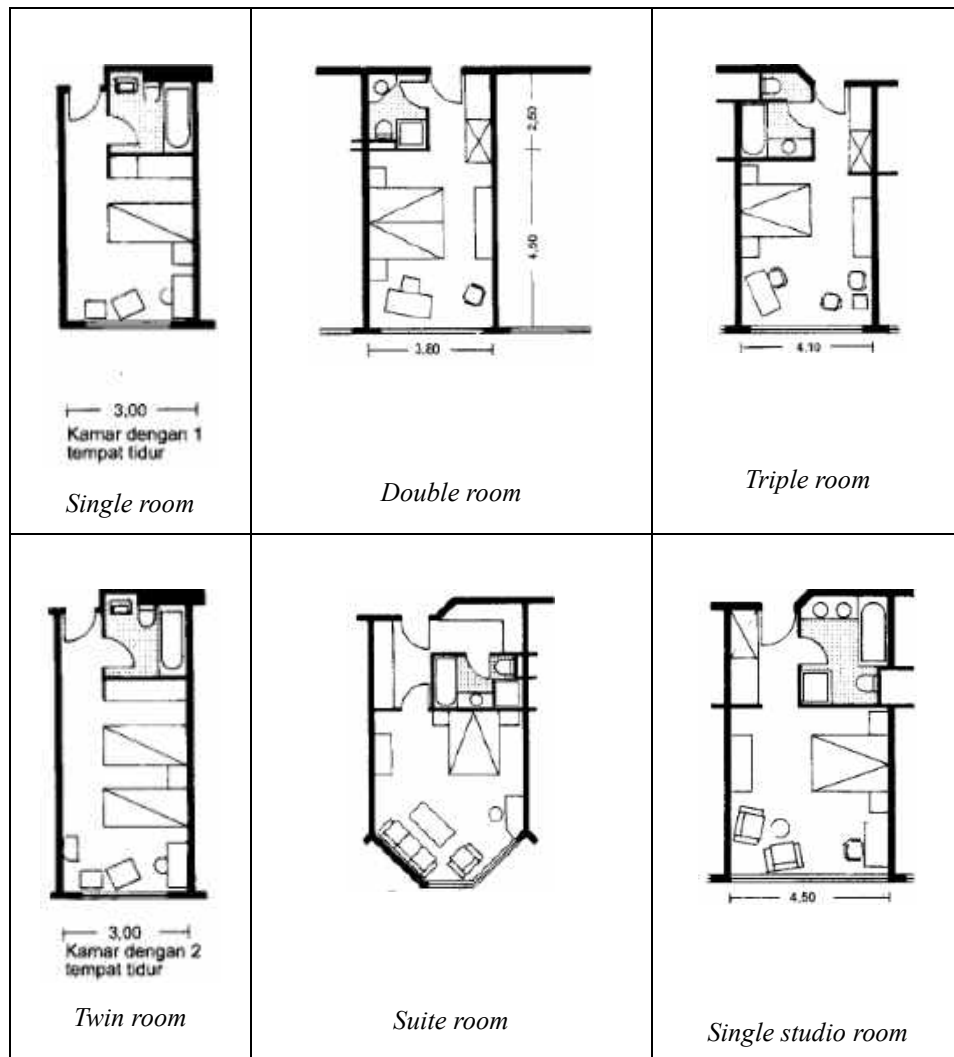 2,50
4,50
3,80
4,10
3,00
Kamar dengan 1
tempat tidur
Single room
Double room
Triple room
4,50
3,00
Kamar dengan 2
tempat tidur
Twin room
Suite room
Single studio room